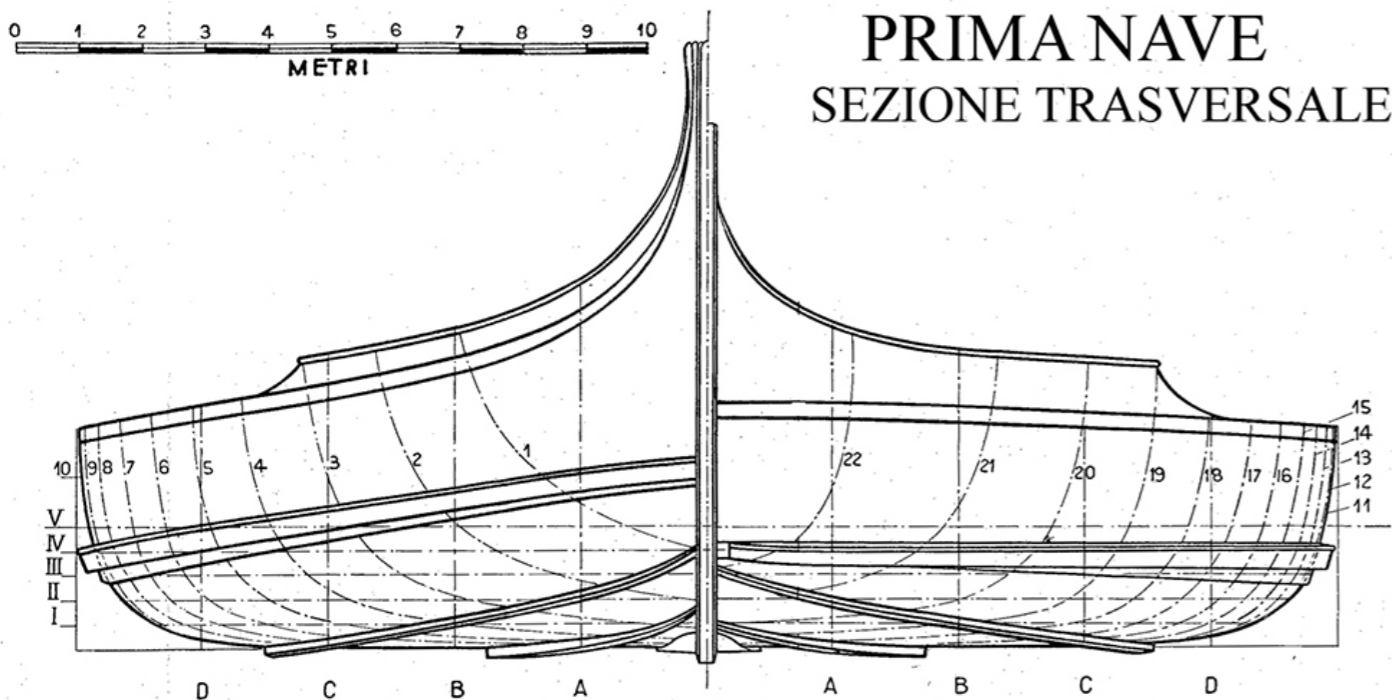 0 1 2 3 4 5 6 7 8 9 10
METRI
PRIMA NAVE
SEZIONE TRASVERSALE
15
14
10 9 8 7 6 5 4 3 2 1 22 21 20 19 18 17 16 13
12
11
V
IV
III
II
I
D C B A A B C D